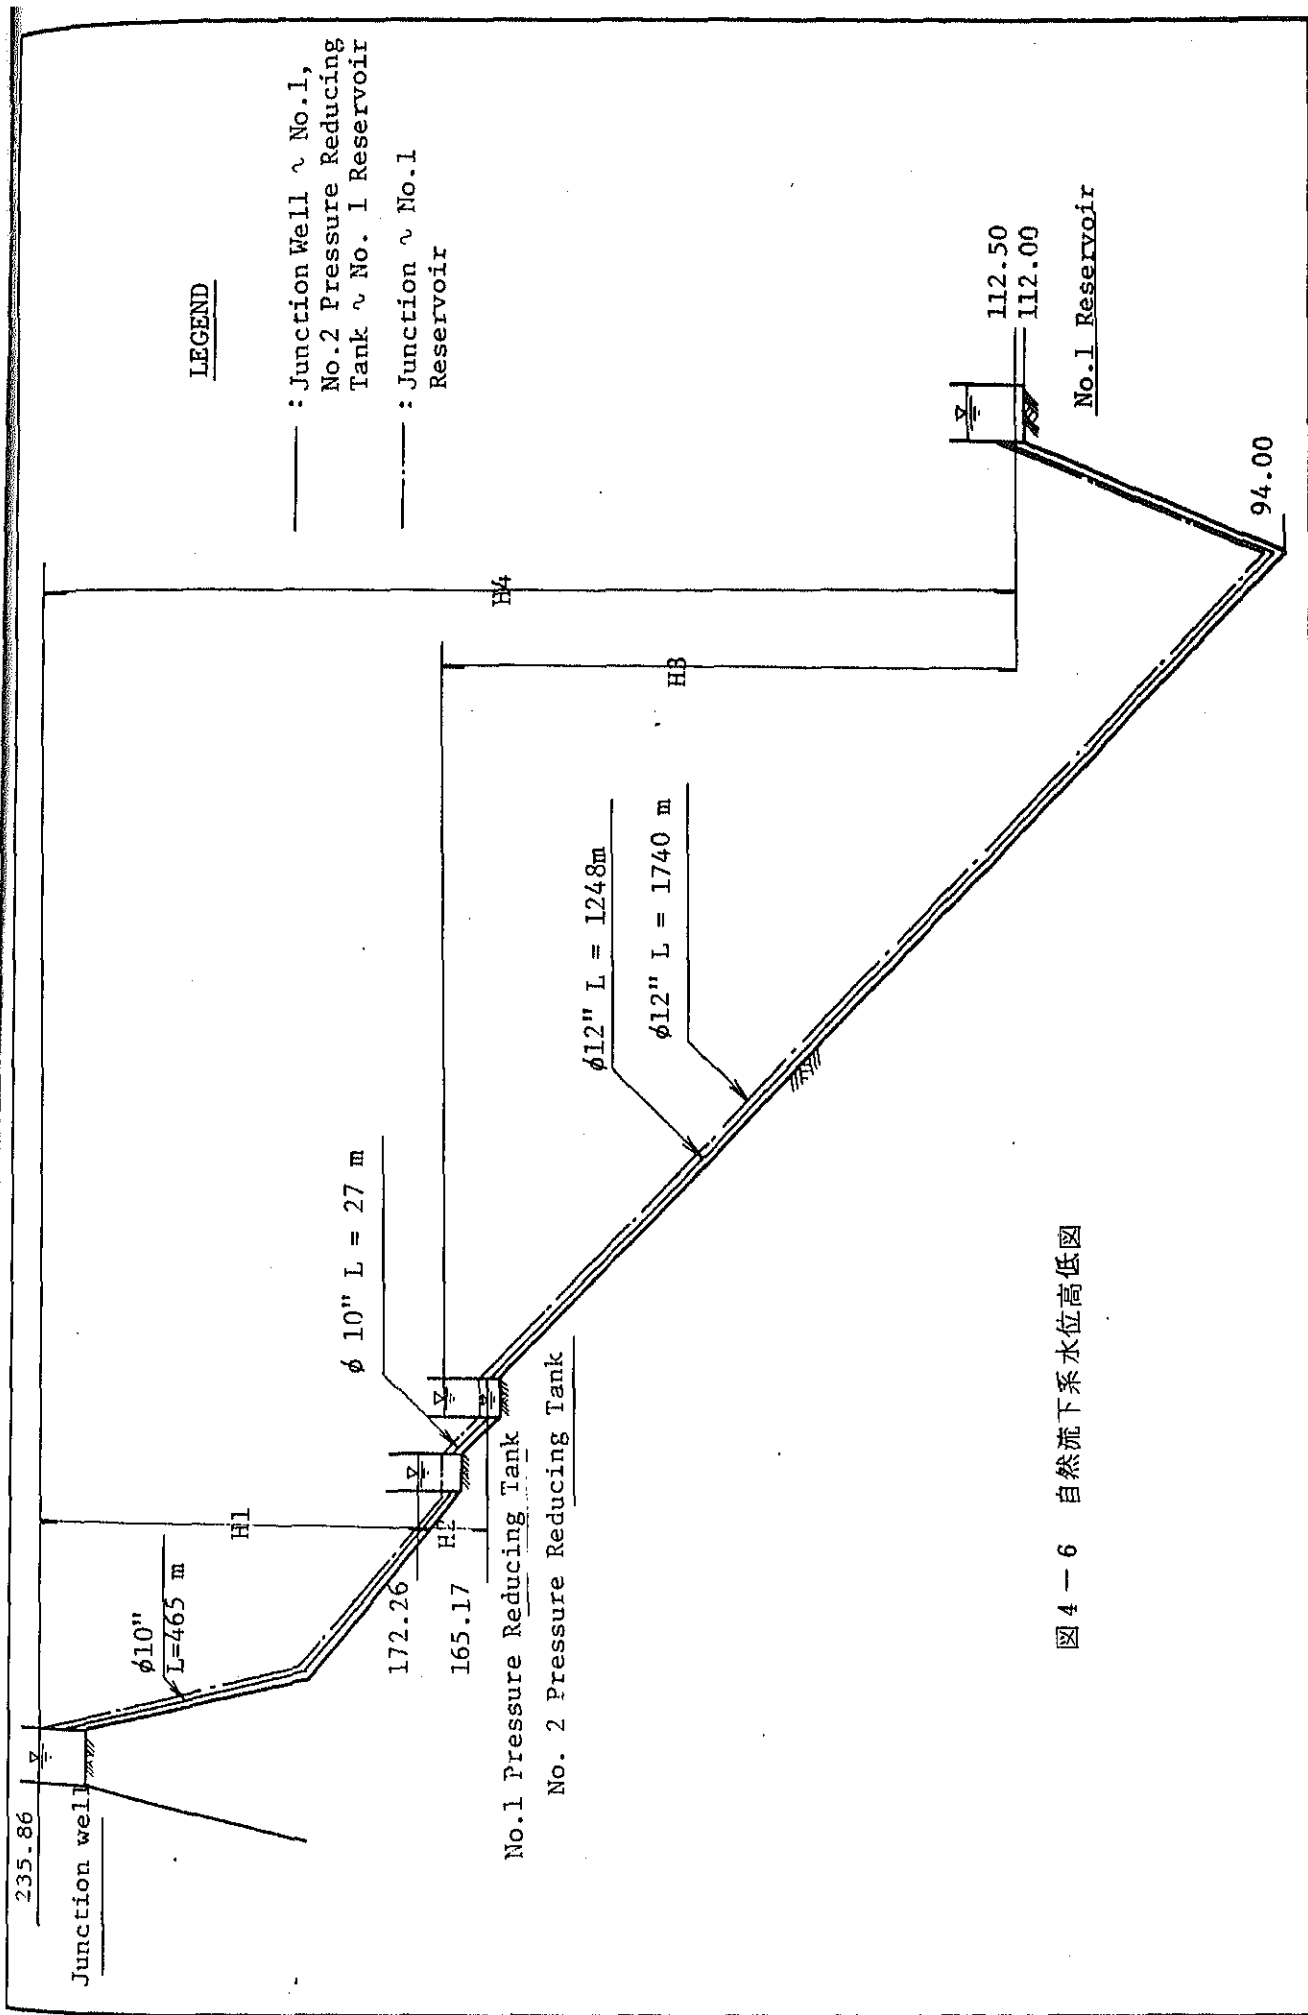 LEGEND
: Junction Well ~ No.1,
No.2 Pressure Reducing
Tank ~ No. 1 Reservoir
: Junction ~ No.1
Reservoir
235.86
Junction well
φ10"
L=465 m
H1
H2
172.26
165.17
No.1 Pressure Reducing Tank
No. 2 Pressure Reducing Tank
φ 10" L = 27 m
φ12" L = 1248m
φ12" L = 1740 m
H3
H4
112.50
112.00
No.1 Reservoir
94.00
図4－6 自然流下系水位高低図